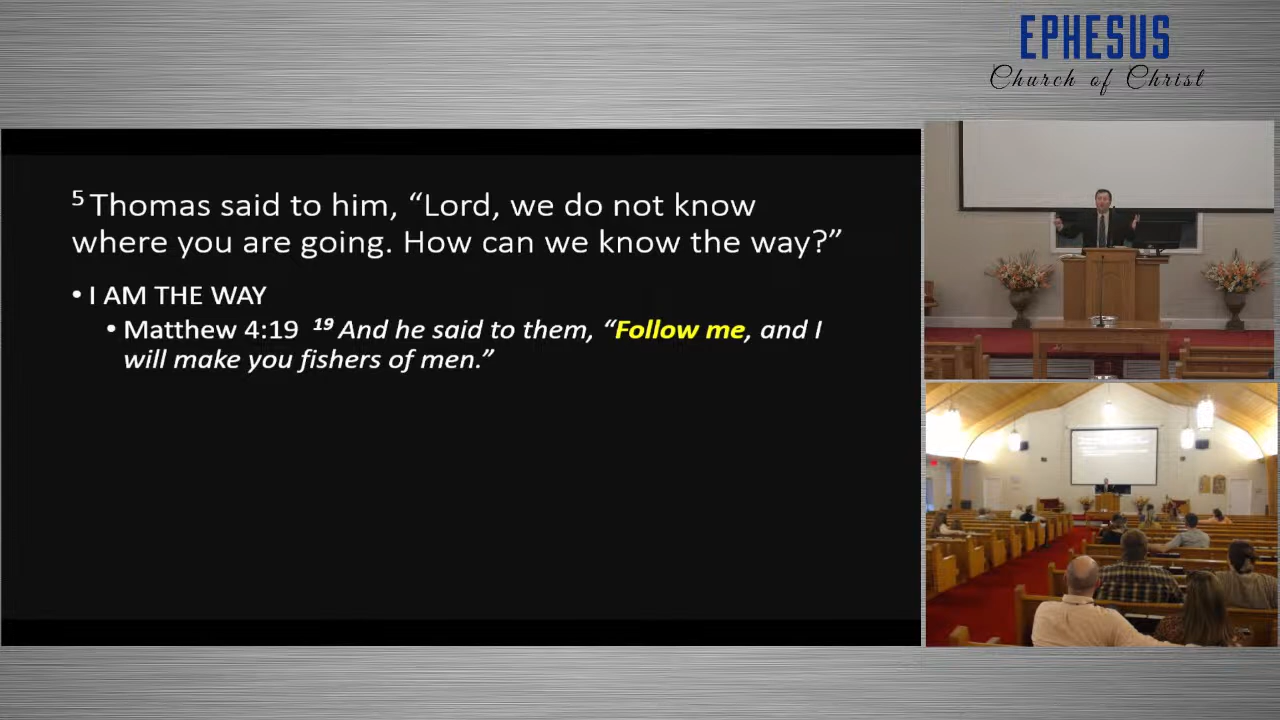 EPHESUS
Church of Christ
5 Thomas said to him, “Lord, we do not know
where you are going. How can we know the way?”
• I AM THE WAY
• Matthew 4:19 19 And he said to them, “Follow me, and I
will make you fishers of men.”